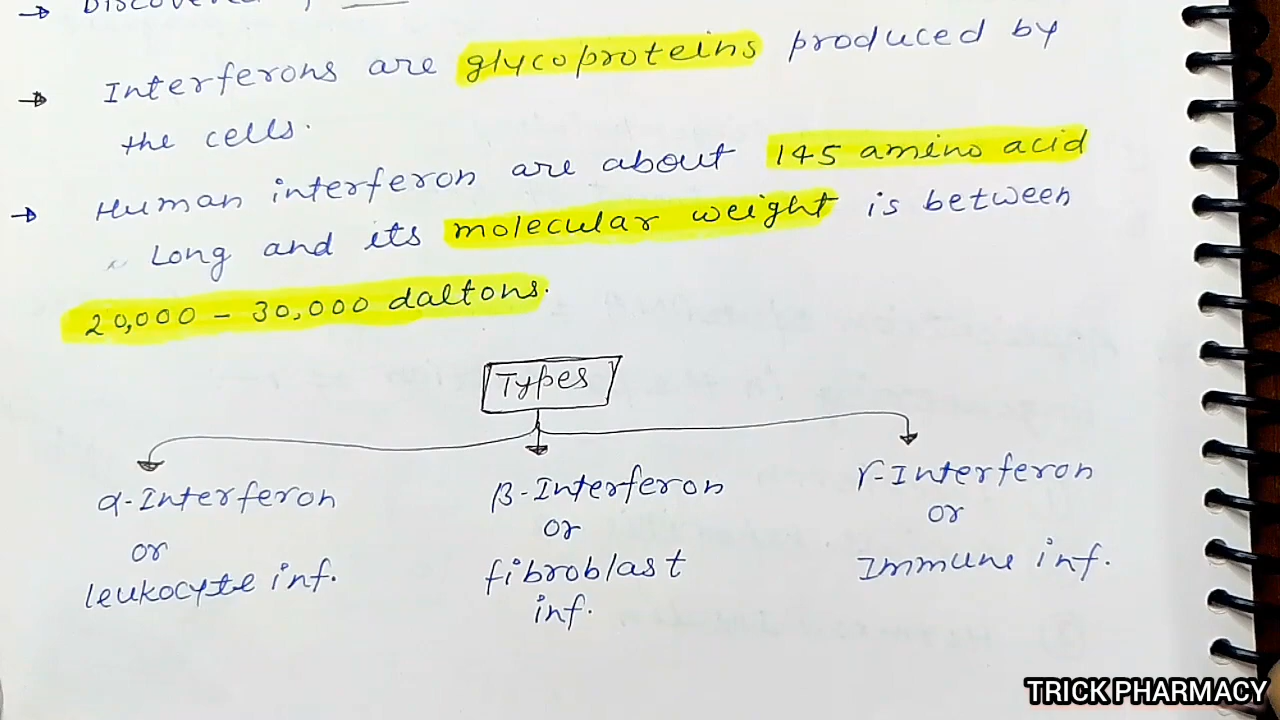 → Discovered
→ Interferons are glycoproteins produced by
the cells.
→ Human interferon are about 145 amino acid
Long and its molecular weight is between
20,000 – 30,000 daltons.
Types
α-Interferon
or
leukocyte inf.
β-Interferon
or
fibroblast
inf.
γ-Interferon
or
Immune inf.
TRICK PHARMACY